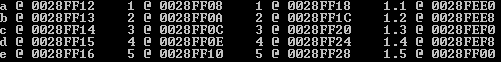 a @ 0028FF12 1 @ 0028FF08 1 @ 0028FF18 1.1 @ 0028FEE0
b @ 0028FF13 2 @ 0028FF0A 2 @ 0028FF1C 1.2 @ 0028FEE8
c @ 0028FF14 3 @ 0028FF0C 3 @ 0028FF20 1.3 @ 0028FEF0
d @ 0028FF15 4 @ 0028FF0E 4 @ 0028FF24 1.4 @ 0028FEF8
e @ 0028FF16 5 @ 0028FF10 5 @ 0028FF28 1.5 @ 0028FF00